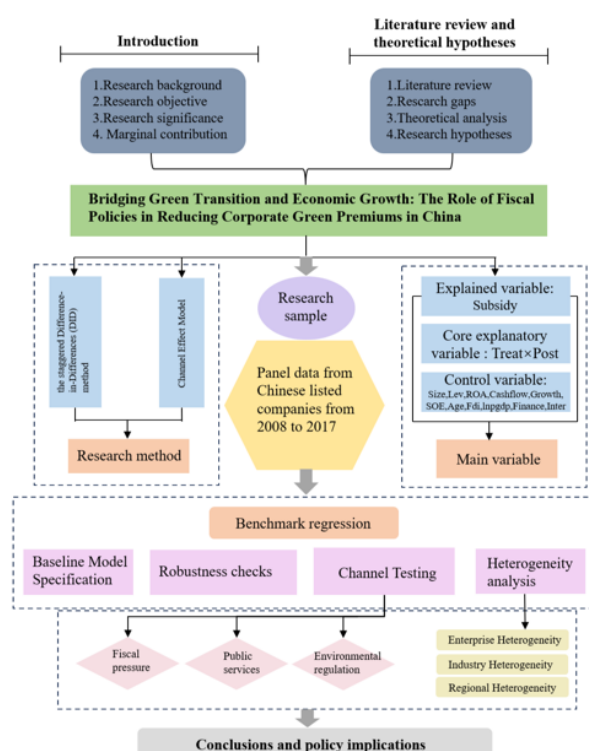 Introduction
Literature review and
theoretical hypotheses
1.Research background
2.Research objective
3.Research significance
4. Marginal contribution
1.Literature review
2.Research gaps
3.Theoretical analysis
4.Research hypotheses
Bridging Green Transition and Economic Growth: The Role of Fiscal
Policies in Reducing Corporate Green Premiums in China
the staggered Difference-
in-Differences (DID)
method
Channel Effect Model
Research method
Research
sample
Panel data from
Chinese listed
companies from
2008 to 2017
Explained variable:
Subsidy
Core explanatory
variable : Treat×Post
Control variable:
Size,Lev,ROA,Cashflow,Growth,
SOE,Age,Fdi,lnpgdp,Finance,Inter
Main variable
Benchmark regression
Baseline Model
Specification
Robustness checks
Channel Testing
Heterogeneity
analysis
Fiscal
pressure
Public
services
Environmental
regulation
Enterprise Heterogeneity
Industry Heterogeneity
Regional Heterogeneity
Conclusions and policy implications